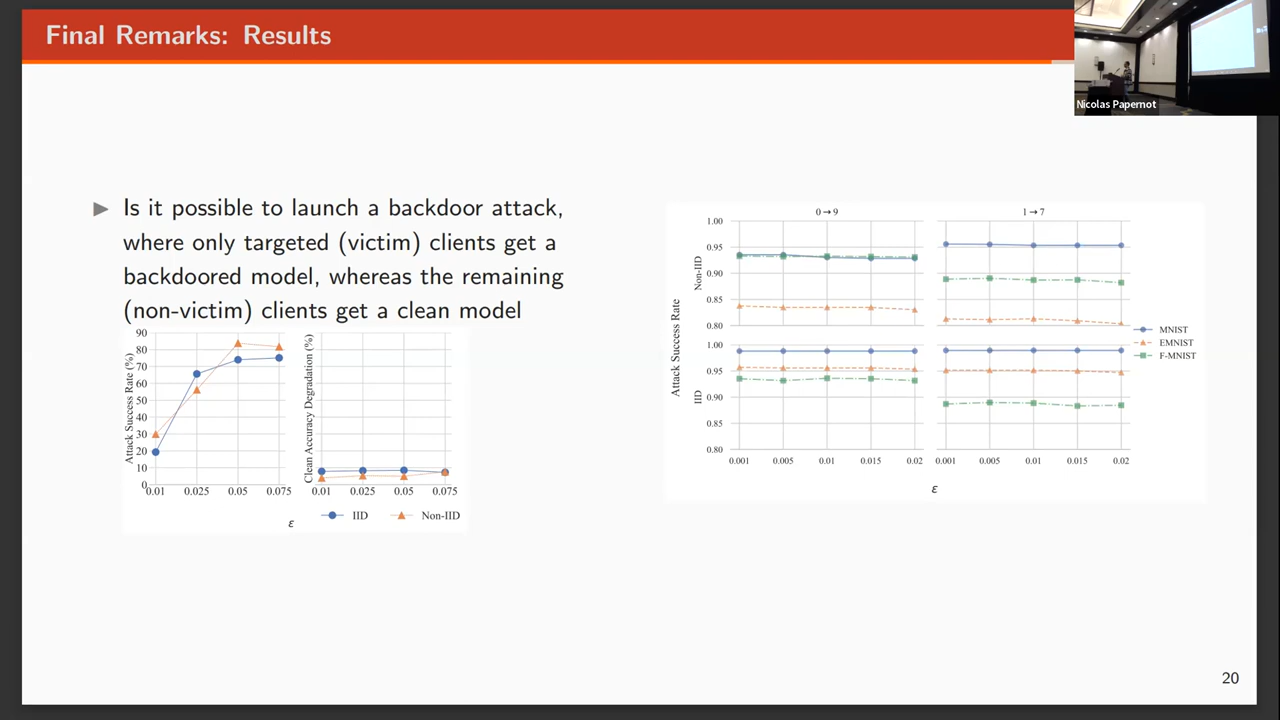 Final Remarks: Results
Nicolas Papernot
Is it possible to launch a backdoor attack,
where only targeted (victim) clients get a
backdoored model, whereas the remaining
(non-victim) clients get a clean model
Attack Success Rate (%)
90
80
70
60
50
40
30
20
10
0
0.01 0.025 0.05 0.075
Clean Accuracy Degradation (%)
0.01 0.025 0.05 0.075
ε
IID Non-IID
0→9 1→7
Attack Success Rate
Non-IID
1.00
0.95
0.90
0.85
0.80
IID
1.00
0.95
0.90
0.85
0.80
0.001 0.005 0.01 0.015 0.02 0.001 0.005 0.01 0.015 0.02
ε
MNIST
EMNIST
F-MNIST
20